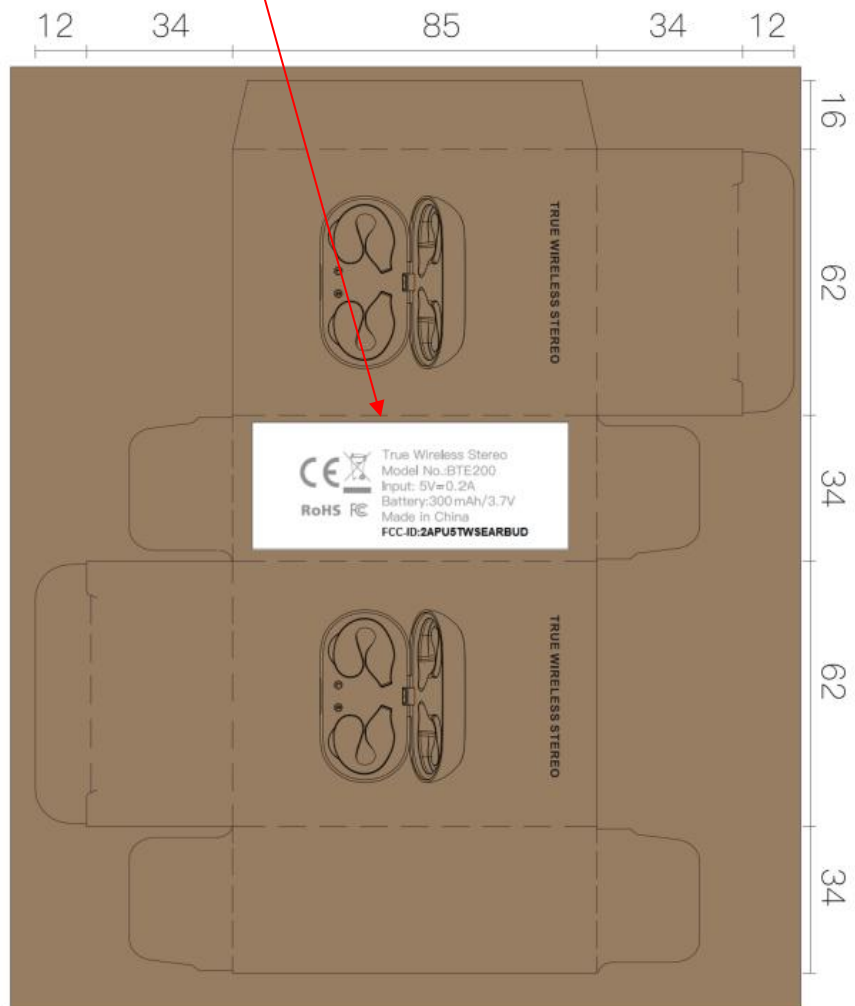 12 34 85 34 12
16
TRUE WIRELESS STEREO
62
True Wireless Stereo
Model No.:BTE200
Input: 5V=0.2A
Battery:300mAh/3.7V
Made in China
FCC-ID:2APU5TWSEARBUD
CE
RoHS FC
34
TRUE WIRELESS STEREO
62
34